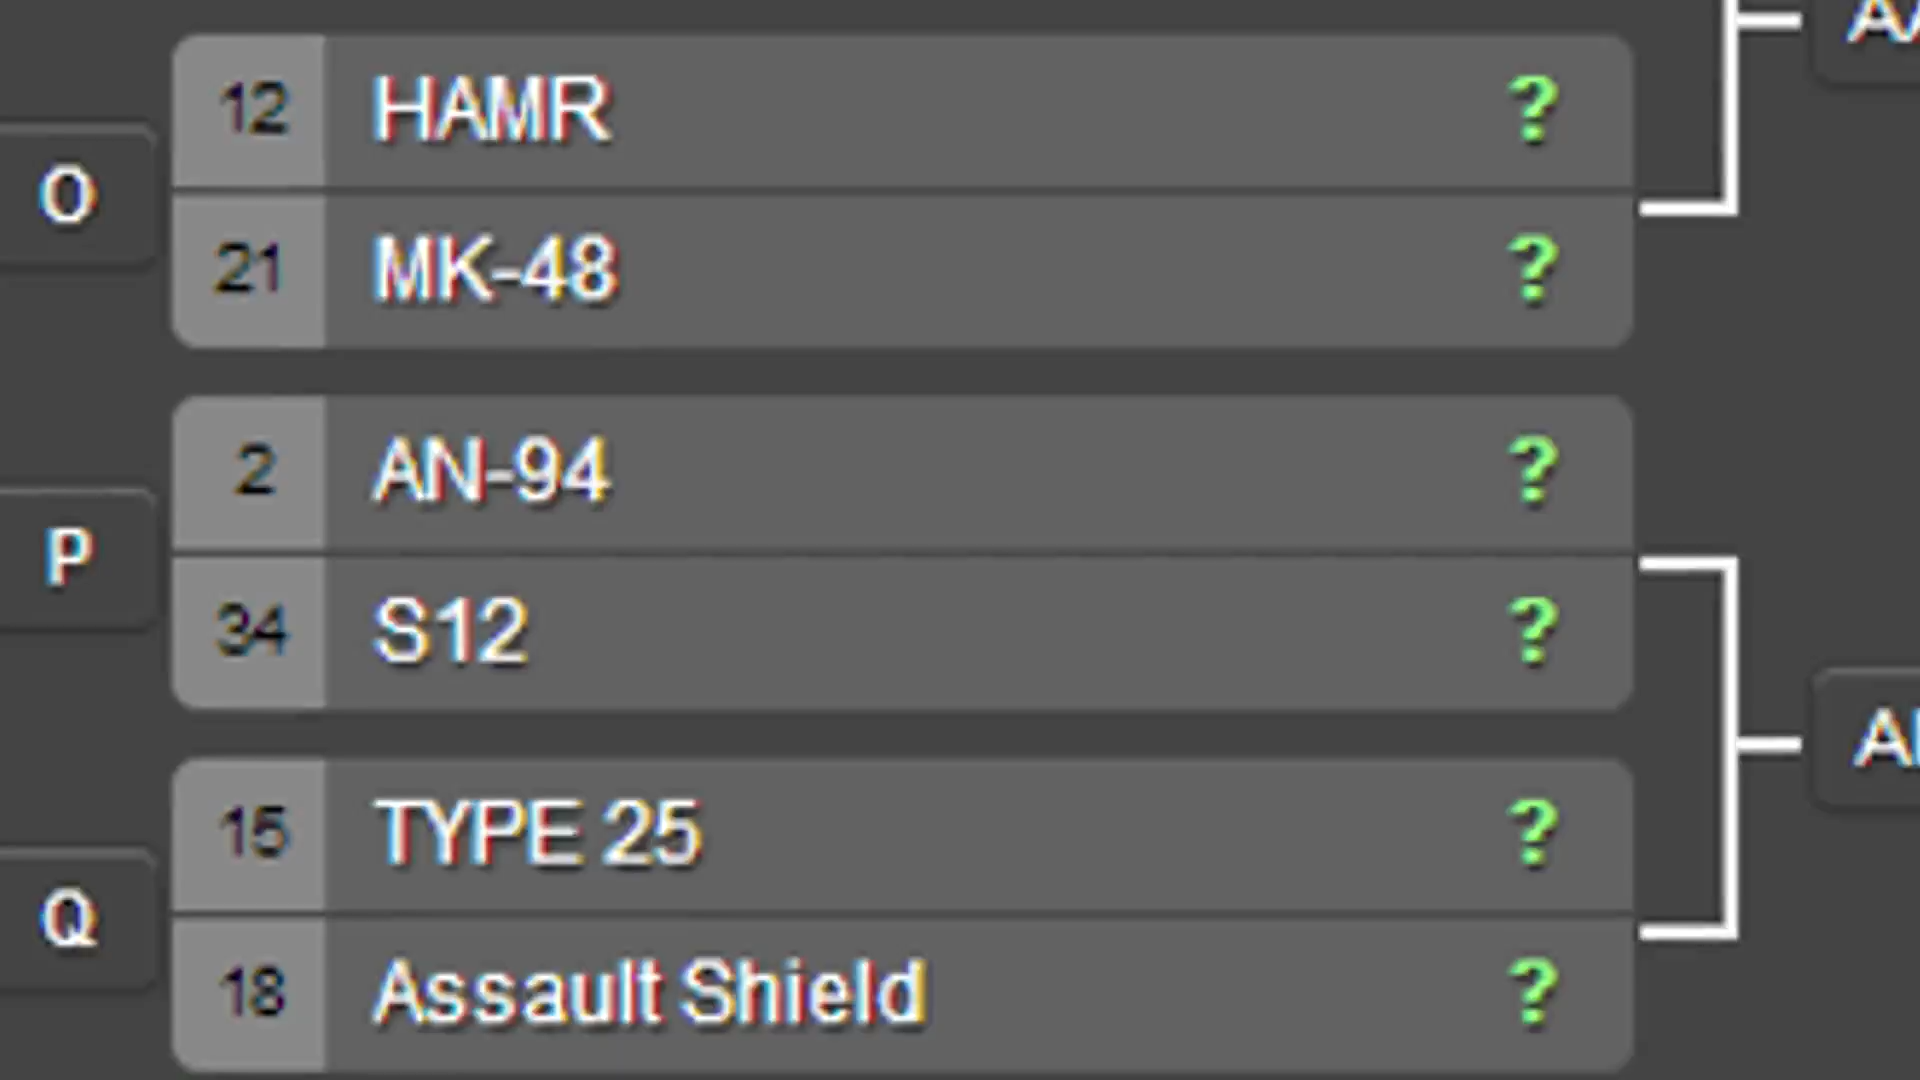 12 HAMR ?
O
21 MK-48 ?
2 AN-94 ?
P
34 S12 ?
15 TYPE 25 ?
Q
18 Assault Shield ?